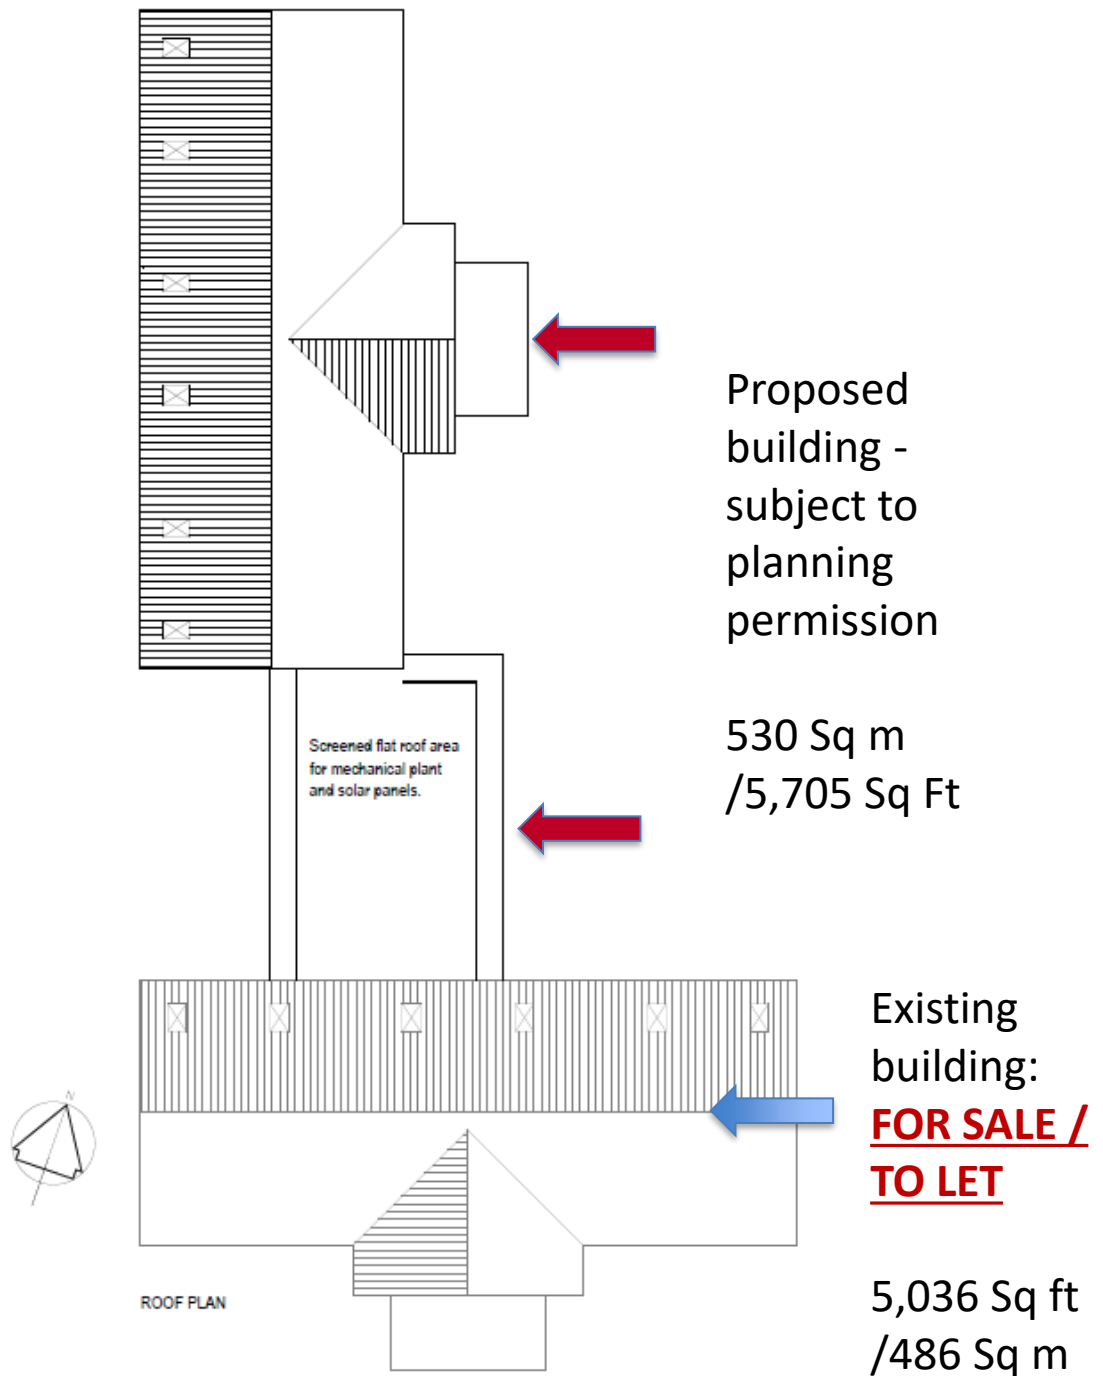 Proposed
building -
subject to
planning
permission
530 Sq m
/5,705 Sq Ft
Screened flat roof area
for mechanical plant
and solar panels.
Existing
building:
FOR SALE /
TO LET
5,036 Sq ft
/486 Sq m
N
ROOF PLAN